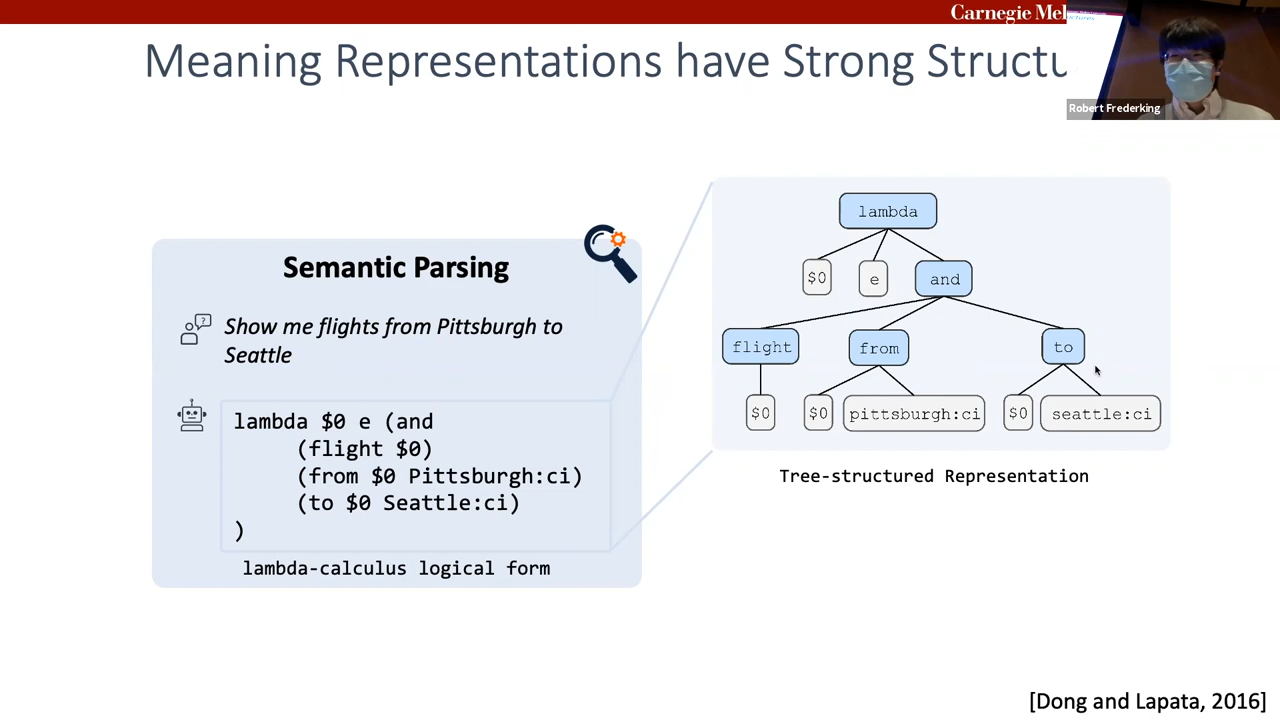 Carnegie Mel
Meaning Representations have Strong Structu
Robert Frederking
Semantic Parsing
?
Show me flights from Pittsburgh to
Seattle
lambda $0 e (and
(flight $0)
(from $0 Pittsburgh:ci)
(to $0 Seattle:ci)
)
lambda-calculus logical form
lambda
$0 e and
flight from to
$0 $0 pittsburgh:ci $0 seattle:ci
Tree-structured Representation
[Dong and Lapata, 2016]